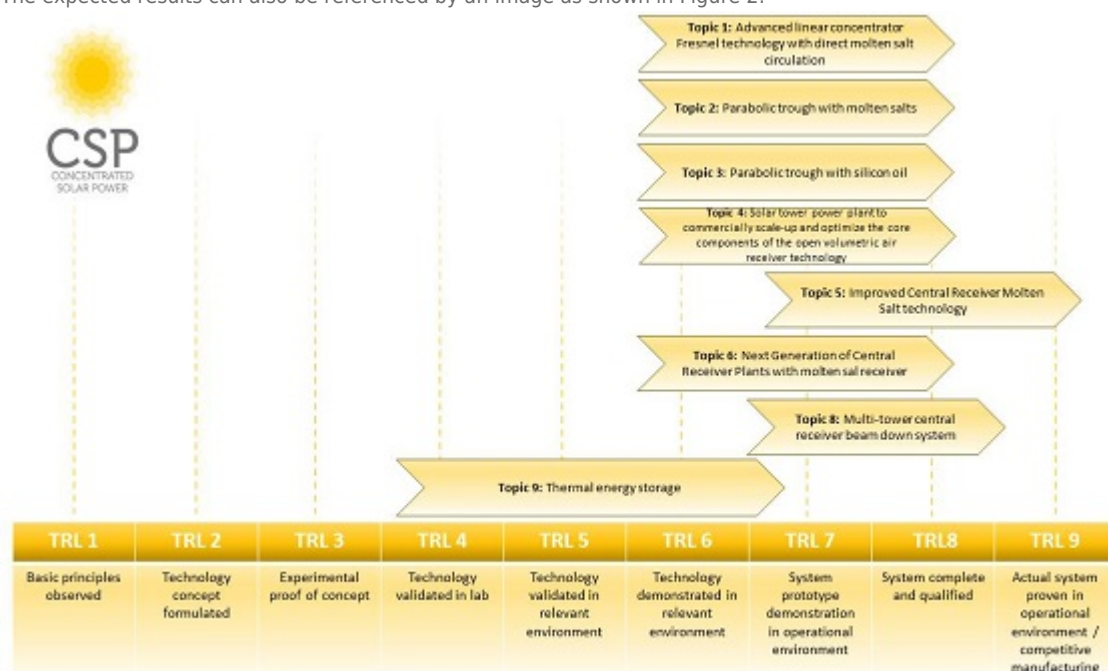 The expected results can also be referenced by an image as shown in Figure 2.
CSP
CONCENTRATED
SOLAR POWER
Topic 1: Advanced linear concentrator
Fresnel technology with direct molten salt
circulation
Topic 2: Parabolic trough with molten salts
Topic 3: Parabolic trough with silicon oil
Topic 4: Solar tower power plant to
commercially scale-up and optimize the core
components of the open volumetric air
receiver technology
Topic 5: Improved Central Receiver Molten
Salt technology
Topic 6: Next Generation of Central
Receiver Plants with molten sal receiver
Topic 8: Multi-tower central
receiver beam down system
Topic 9: Thermal energy storage
TRL 1
TRL 2
TRL 3
TRL 4
TRL 5
TRL 6
TRL 7
TRL8
TRL 9
Basic principles
observed
Technology
concept
formulated
Experimental
proof of concept
Technology
validated in lab
Technology
validated in
relevant
environment
Technology
demonstrated in
relevant
environment
System
prototype
demonstration
in operational
environment
System complete
and qualified
Actual system
proven in
operational
environment /
competitive
manufacturing